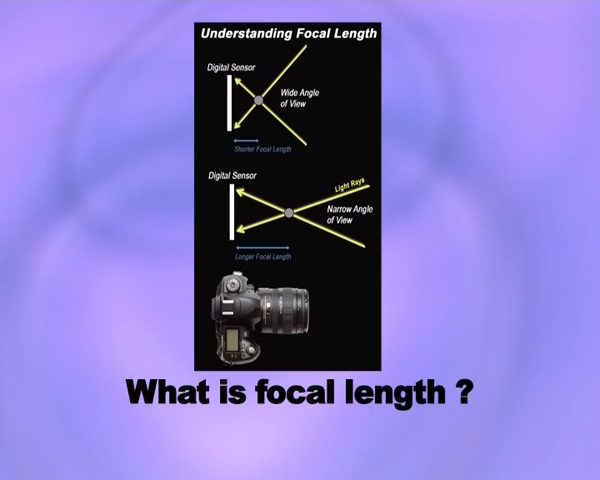 Understanding Focal Length
Digital Sensor
Wide Angle
of View
Shorter Focal Length
Digital Sensor
Light Rays
Narrow Angle
of View
Longer Focal Length
What is focal length ?